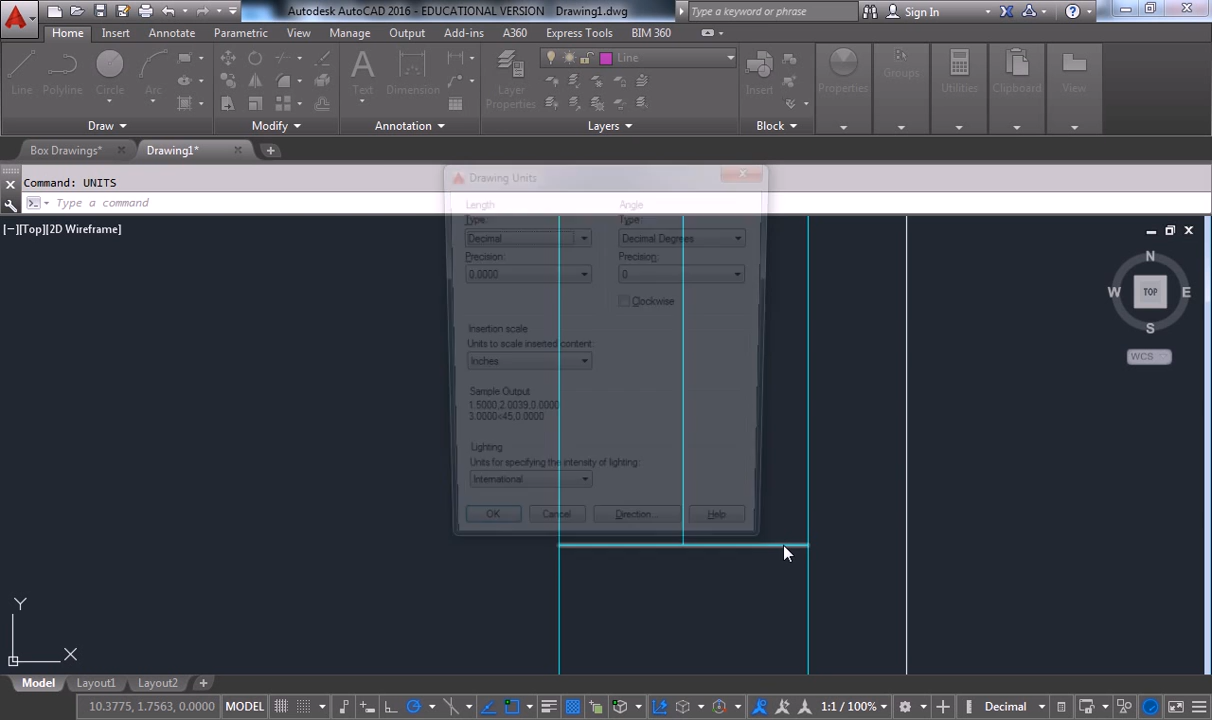 Autodesk AutoCAD 2016 - EDUCATIONAL VERSION Drawing1.dwg
Type a keyword or phrase
Sign In
Home Insert Annotate Parametric View Manage Output Add-ins A360 Express Tools BIM 360
Line Polyline Circle Arc
Text Dimension
Layer Properties
Line
Insert
Properties Groups Utilities Clipboard View
Draw Modify Annotation Layers Block
Box Drawings* Drawing1*
Command: UNITS
Type a command
[−][Top][2D Wireframe]
Drawing Units
Length Angle
Type: Type:
Decimal Decimal Degrees
Precision: Precision:
0.0000 0
Clockwise
Insertion scale
Units to scale inserted content:
Inches
Sample Output
1.5000,2.0039,0.0000
3.0000<45,0.0000
Lighting
Units for specifying the intensity of lighting:
International
OK Cancel Direction... Help
N
W TOP E
S
WCS
Y
X
Model Layout1 Layout2
10.3775, 1.7563, 0.0000 MODEL 1:1 / 100% Decimal